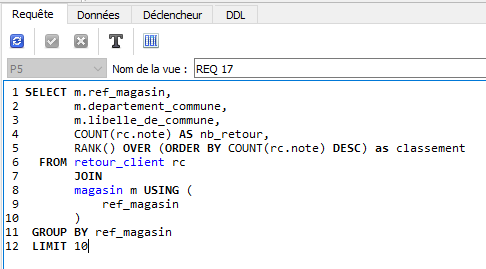 Requête Données Déclencheur DDL
P5 Nom de la vue : REQ 17
1 SELECT m.ref_magasin,
2 m.departement_commune,
3 m.libelle_de_commune,
4 COUNT(rc.note) AS nb_retour,
5 RANK() OVER (ORDER BY COUNT(rc.note) DESC) as classement
6 FROM retour_client rc
7 JOIN
8 magasin m USING (
9 ref_magasin
10 )
11 GROUP BY ref_magasin
12 LIMIT 10